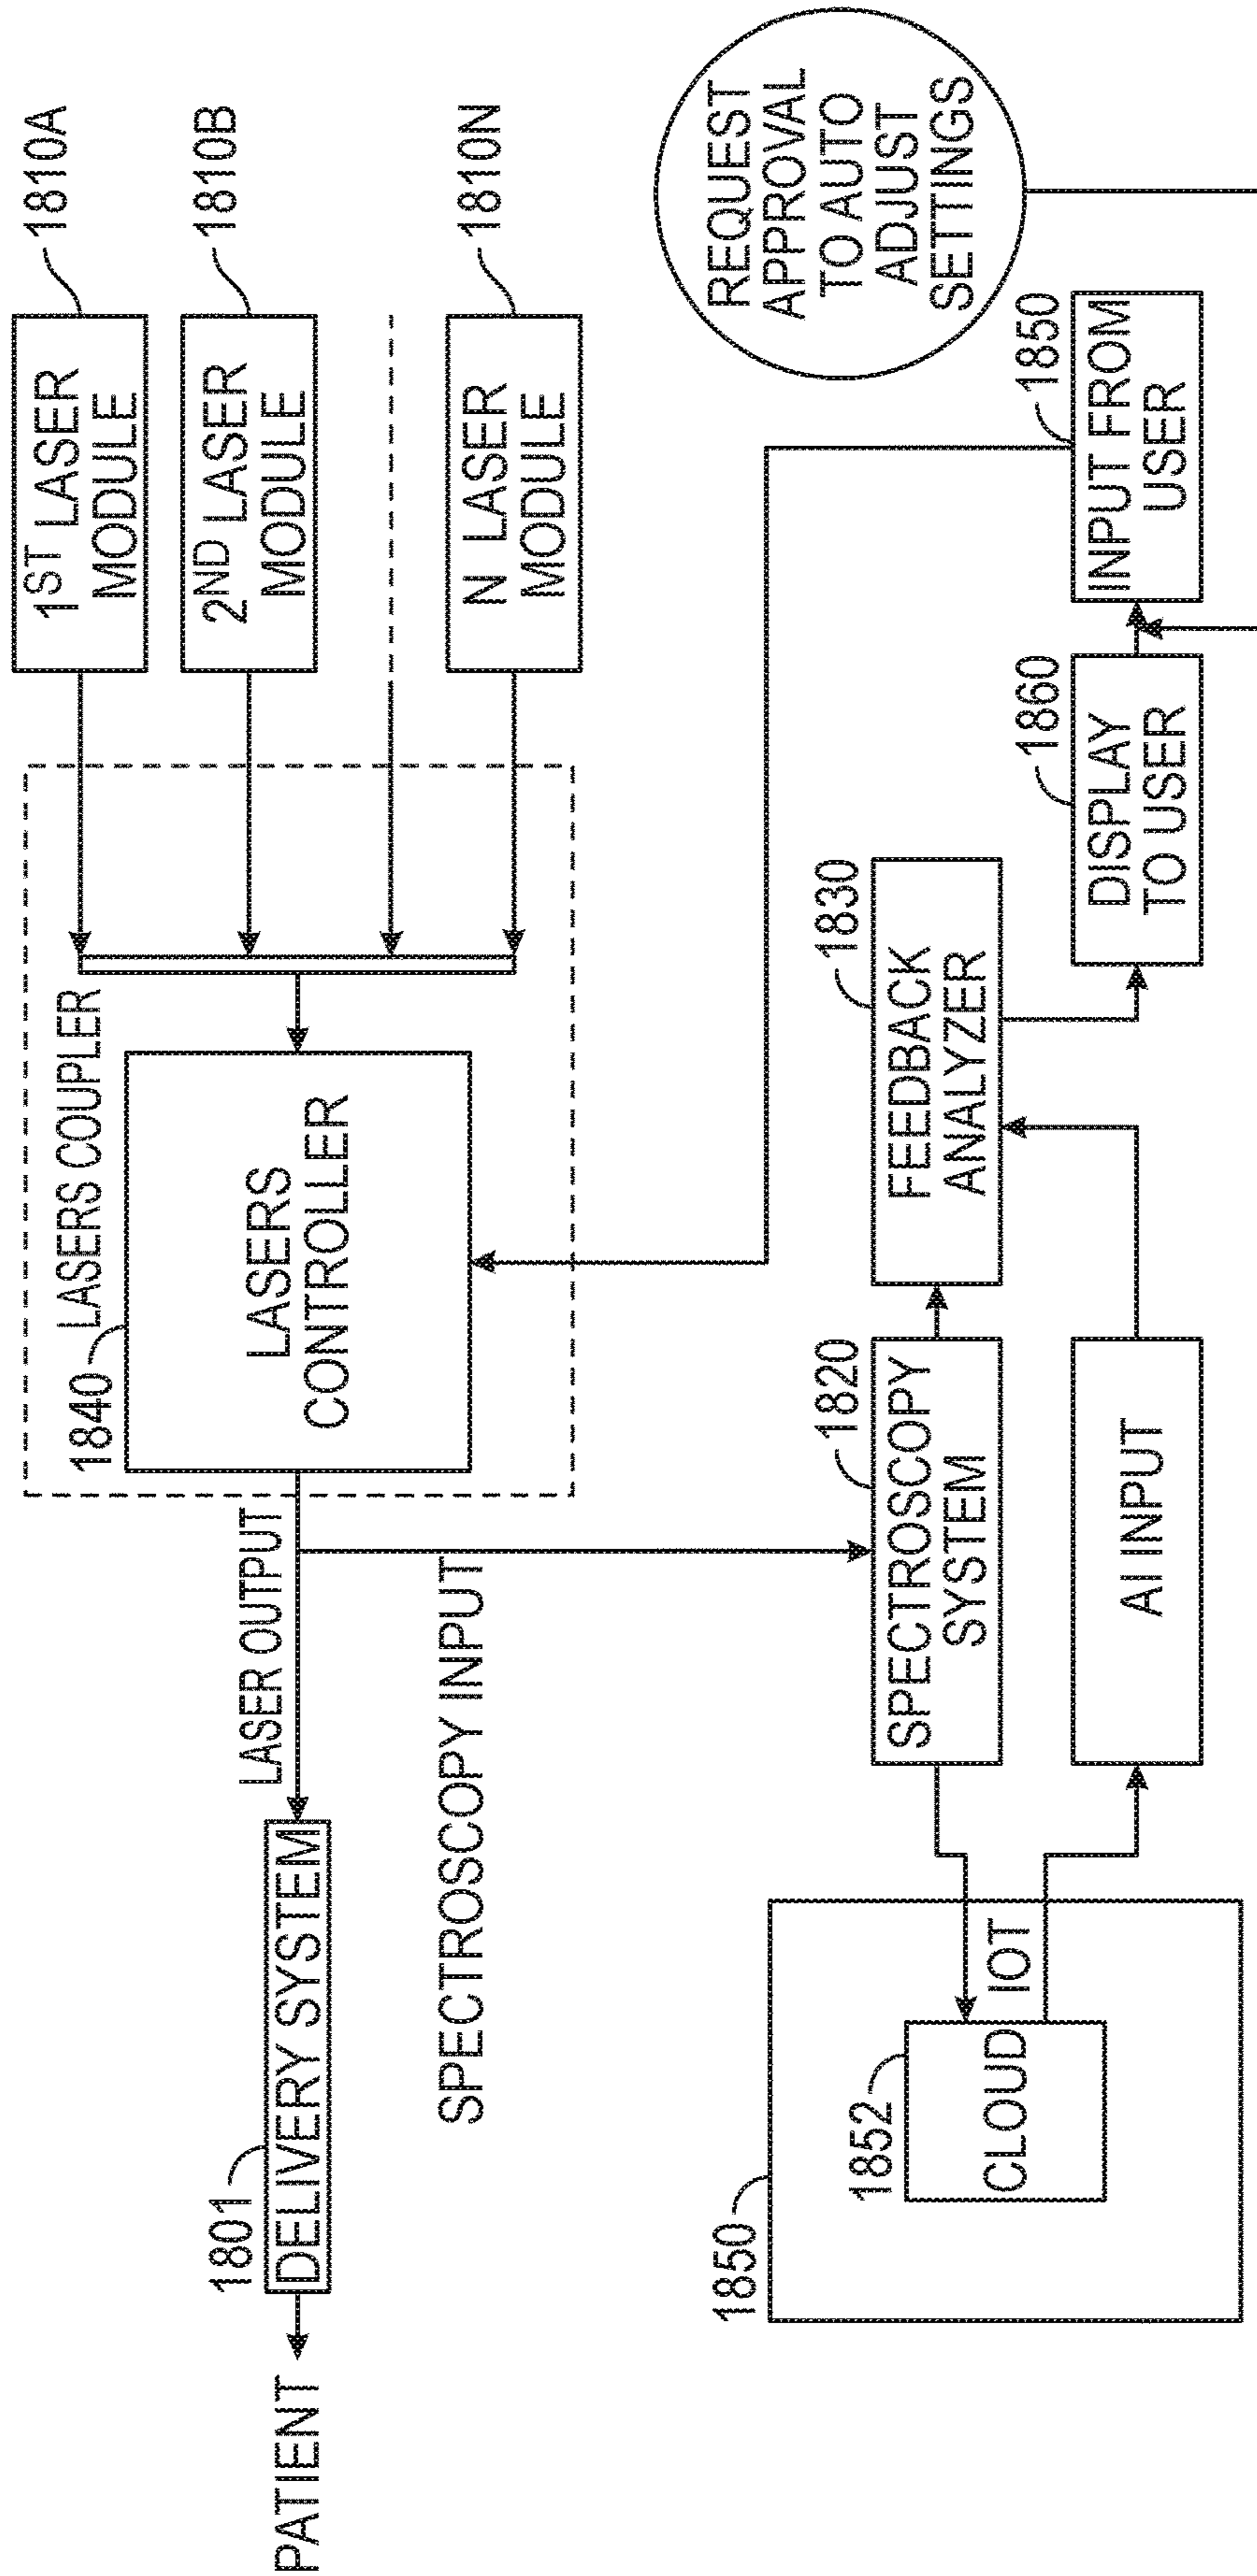 1810A
1ST LASER
MODULE
1810B
2ND LASER
MODULE
1810N
N LASER
MODULE
LASERS COUPLER
1840
LASERS
CONTROLLER
LASER OUTPUT
SPECTROSCOPY INPUT
1801
DELIVERY SYSTEM
PATIENT
1850
1852
CLOUD
IOT
1820
SPECTROSCOPY
SYSTEM
AI INPUT
1830
FEEDBACK
ANALYZER
1860
DISPLAY
TO USER
1850
INPUT FROM
USER
REQUEST
APPROVAL
TO AUTO
ADJUST
SETTINGS